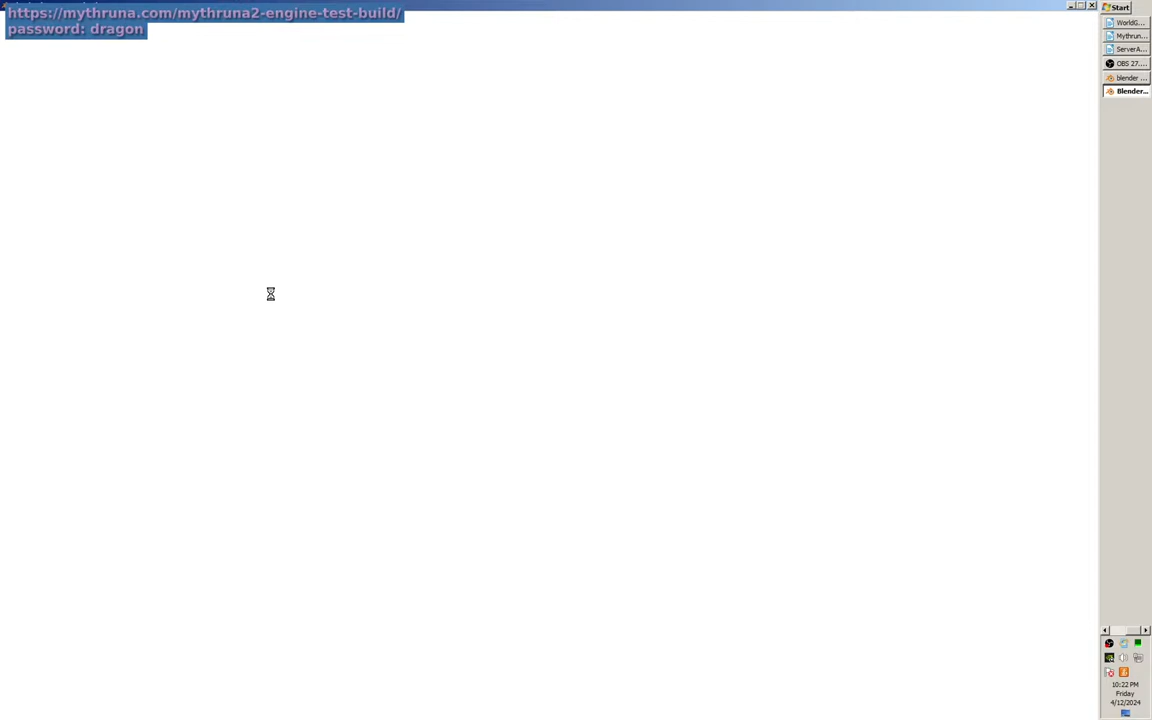 https://mythruna.com/mythruna2-engine-test-build/
password: dragon
Start
WorldG...
Mythrun...
ServerA...
OBS 27....
blender ...
Blender...
10:22 PM
Friday
4/12/2024